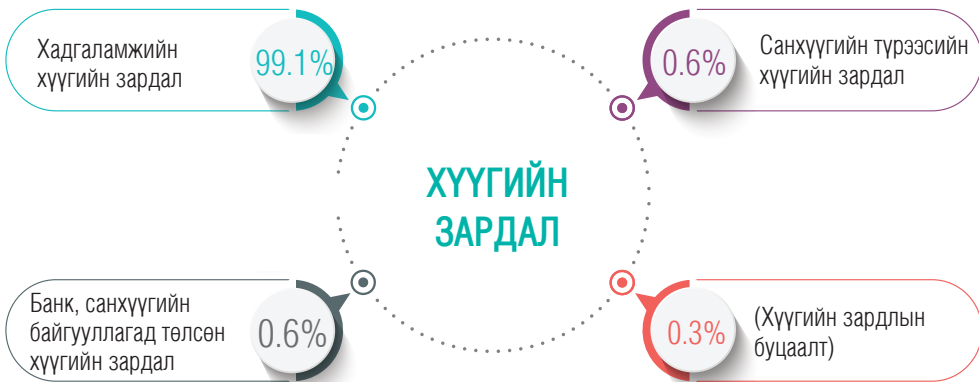 Хадгаламжийн
хүүгийн зардал
99.1%
0.6%
Санхүүгийн түрээсийн
хүүгийн зардал
ХҮҮГИЙН
ЗАРДАЛ
Банк, санхүүгийн
байгууллагад төлсөн
хүүгийн зардал
0.6%
0.3%
(Хүүгийн зардлын
буцаалт)